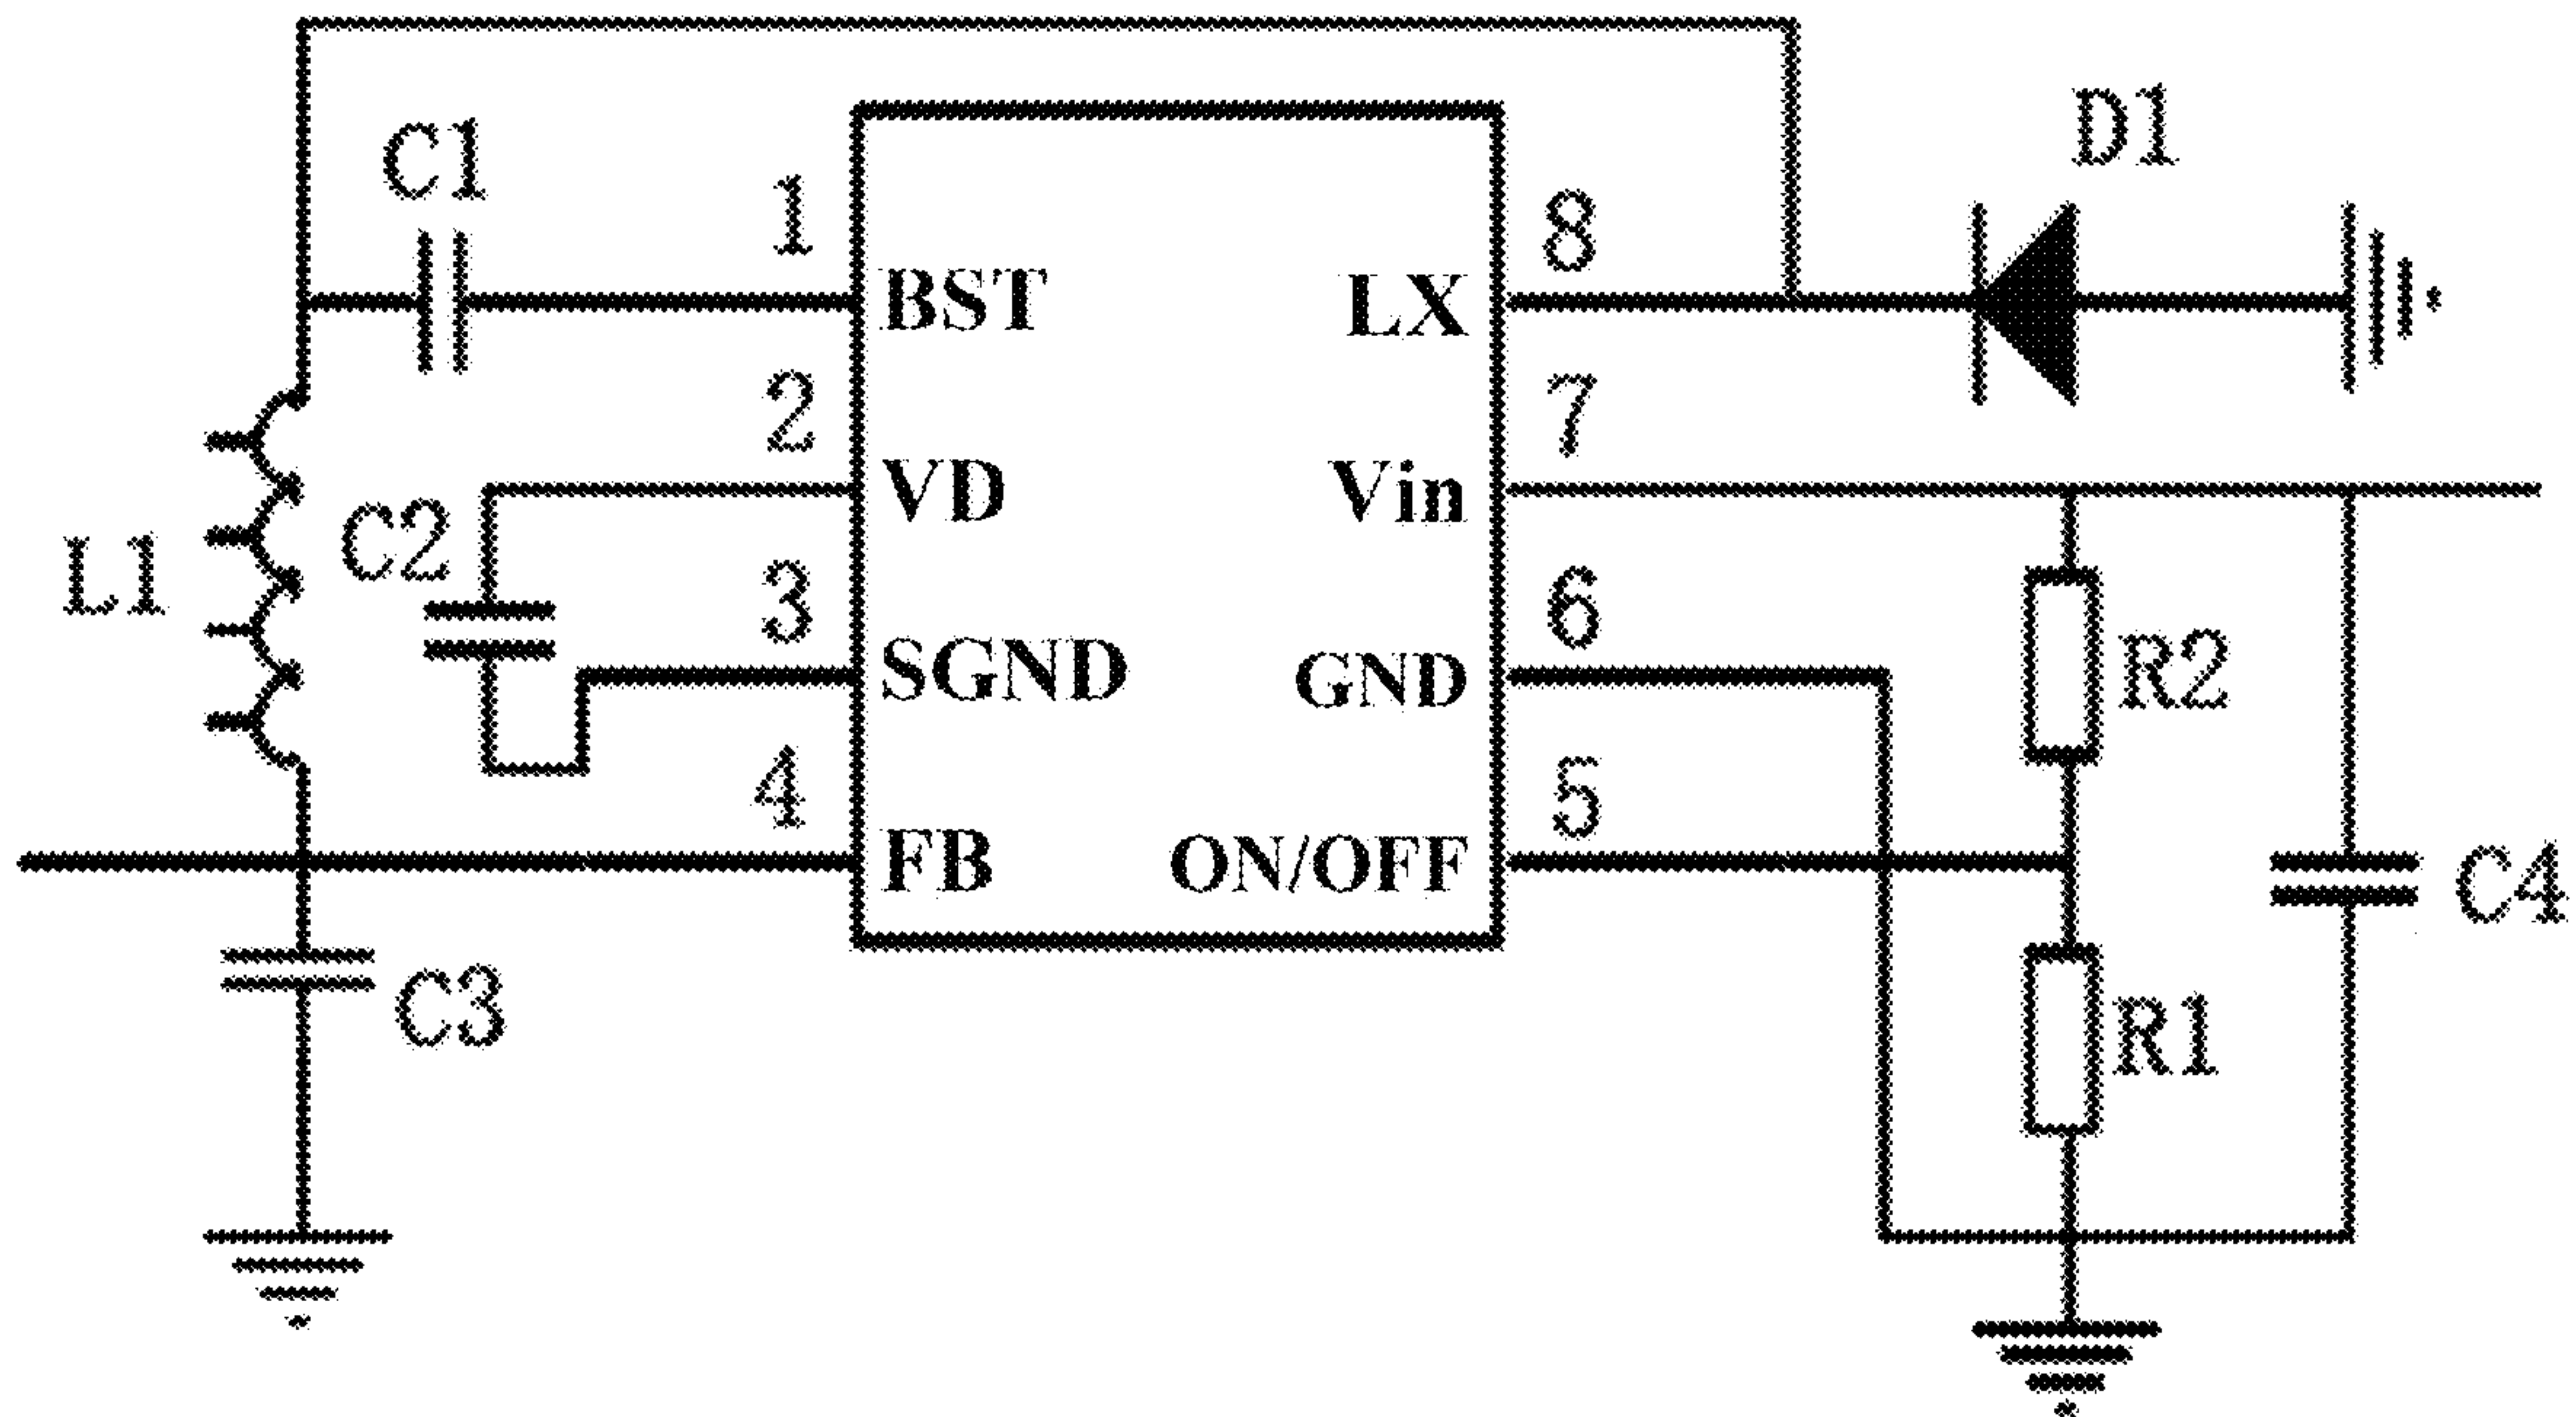 D1
C1
1
8
BST
LX
2
7
VD
Vin
C2
L1
3
6
SGND
GND
R2
4
5
FB
ON/OFF
C4
C3
R1